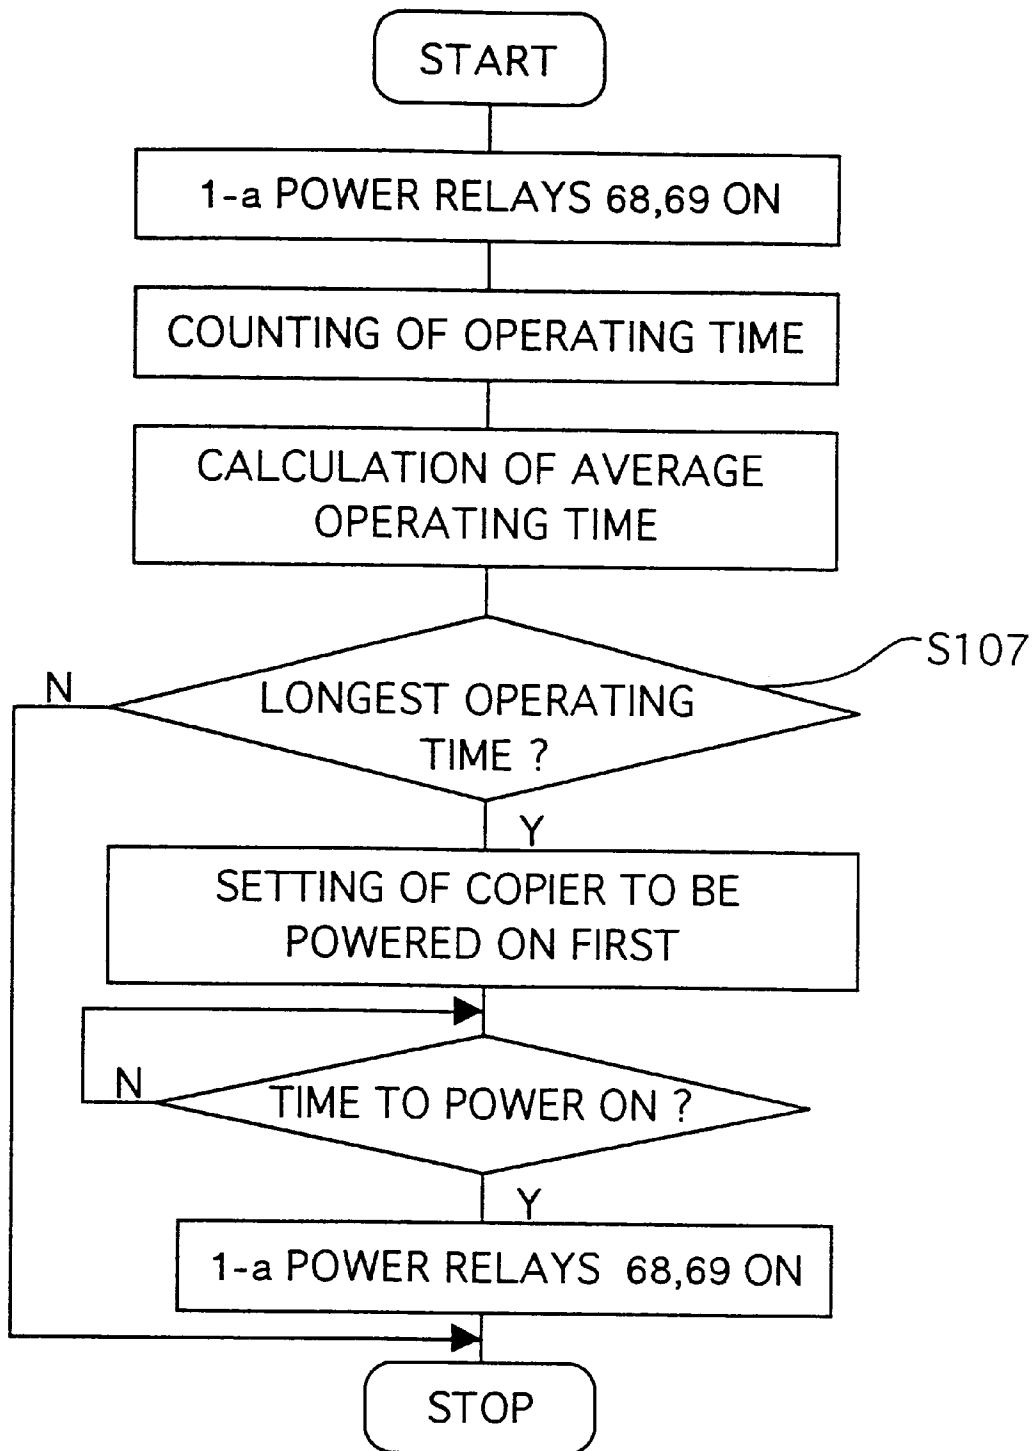 START
1-a POWER RELAYS 68,69 ON
COUNTING OF OPERATING TIME
CALCULATION OF AVERAGE
OPERATING TIME
S107
N
LONGEST OPERATING
TIME ?
Y
SETTING OF COPIER TO BE
POWERED ON FIRST
N
TIME TO POWER ON ?
Y
1-a POWER RELAYS 68,69 ON
STOP